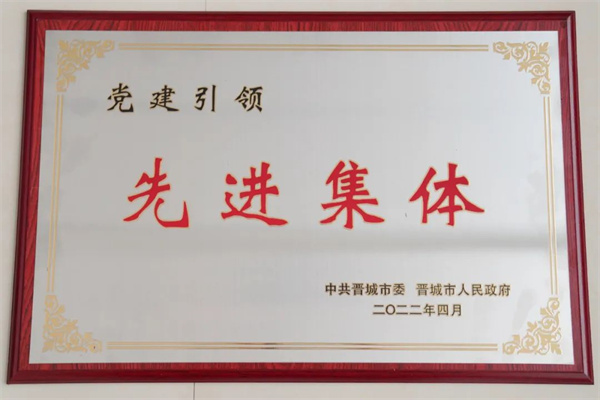 党建引领
先进集体
中共晋城市委 晋城市人民政府
二〇二二年四月